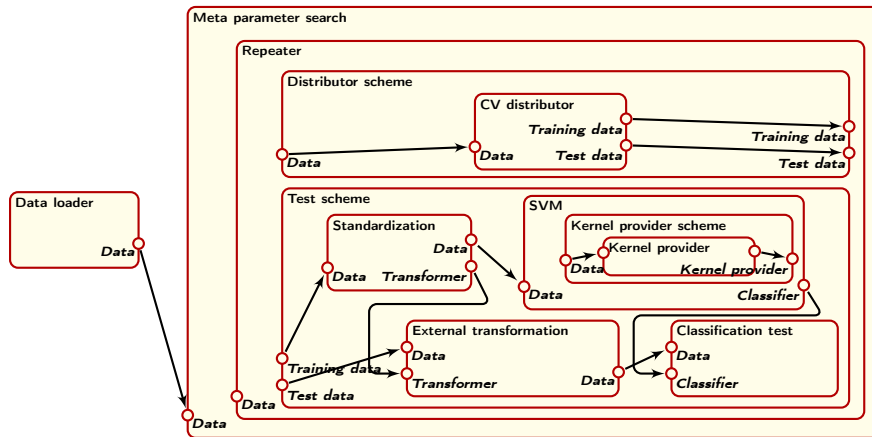 Meta parameter search
Repeater
Distributor scheme
CV distributor
Training data
Training data
Data
Data
Test data
Test data
Test scheme
Data loader
SVM
Standardization
Kernel provider scheme
Data
Kernel provider
Data
Data
Transformer
Data
Kernel provider
Data
Classifier
External transformation
Classification test
Data
Data
Training data
Transformer
Data
Classifier
Test data
Data
Data